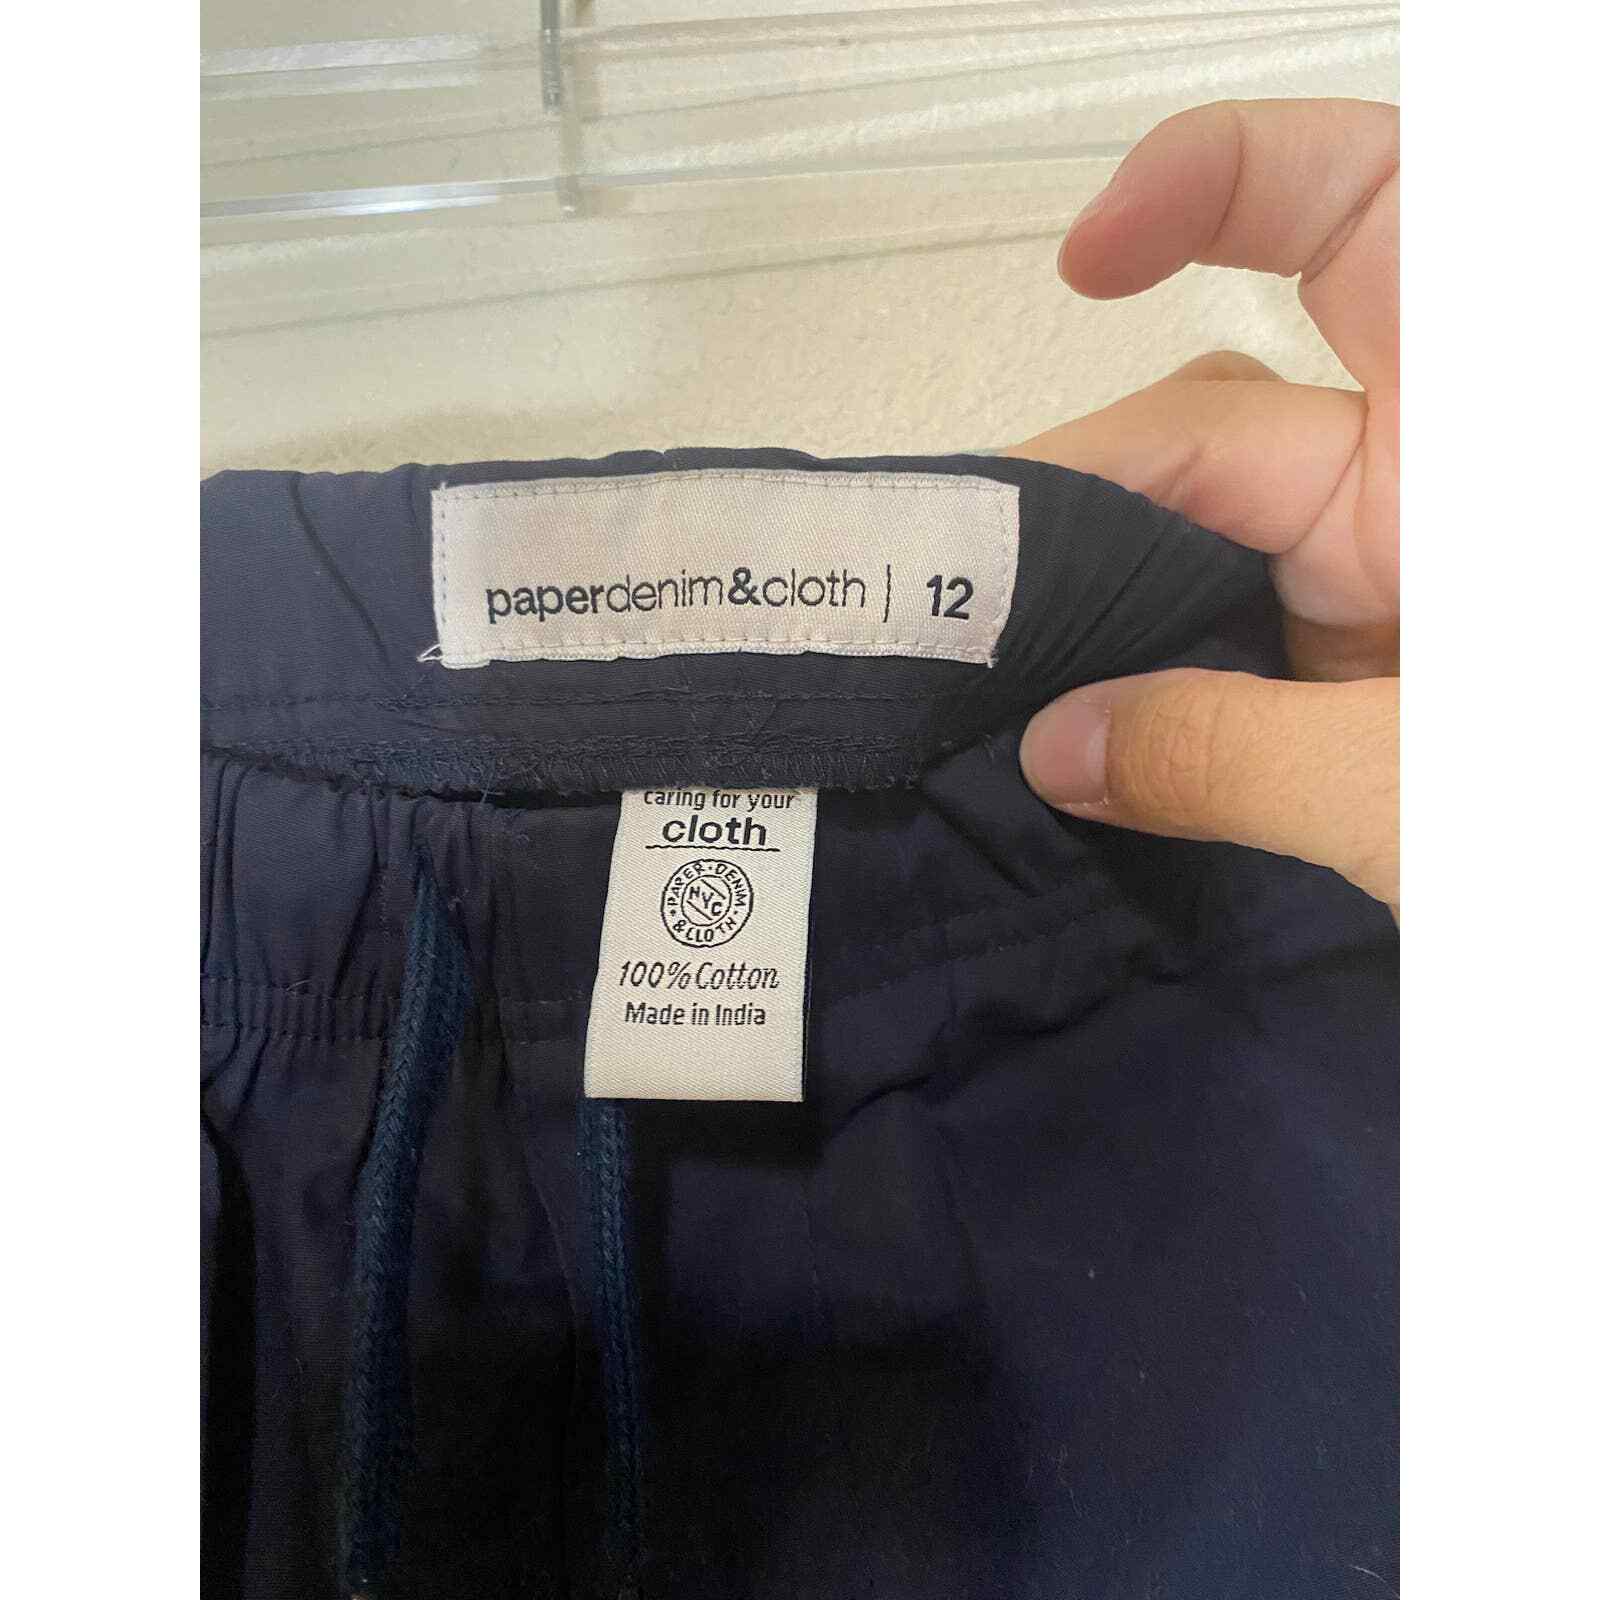 paperdenim&cloth | 12
caring for your
cloth
PAPER · DENIM
NYC
& CLOTH
100% Cotton
Made in India